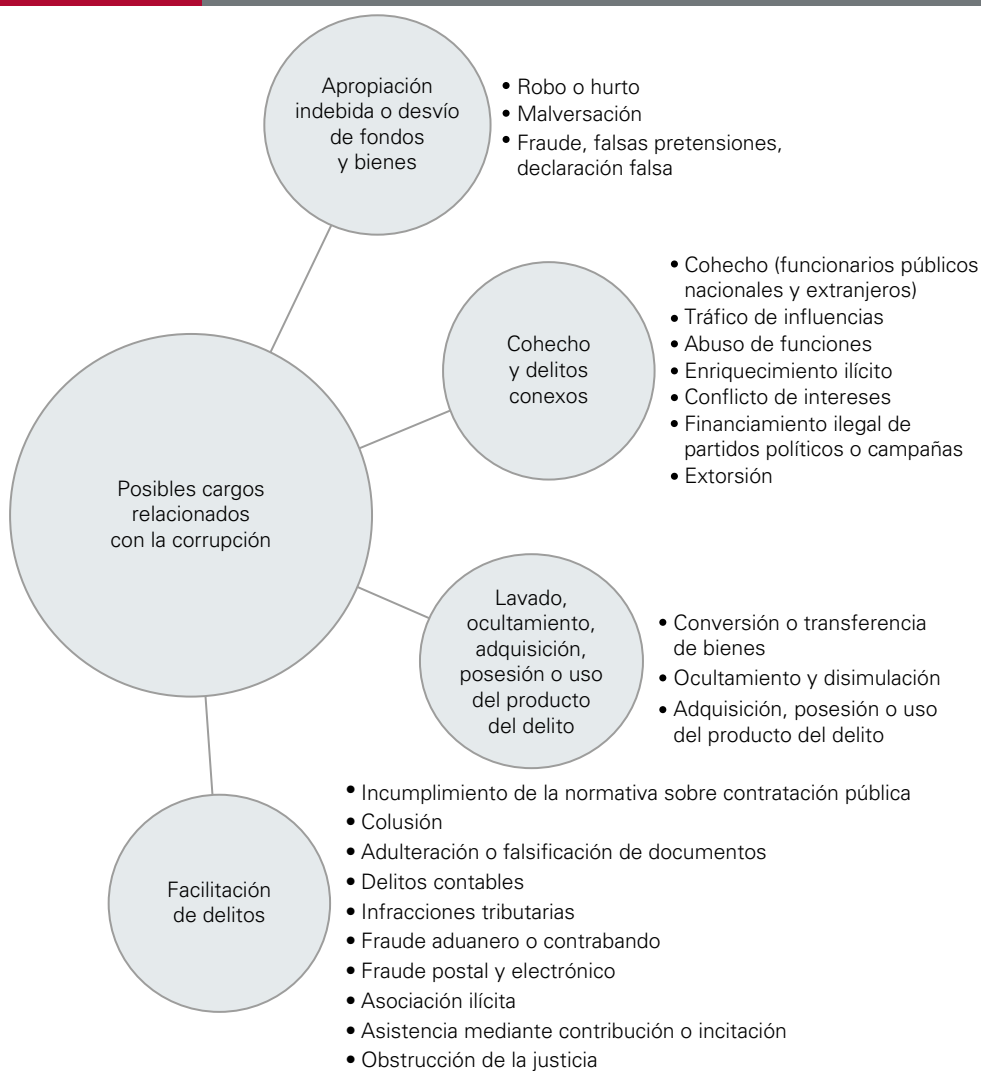 Apropiación
indebida o desvío
de fondos
y bienes
• Robo o hurto
• Malversación
• Fraude, falsas pretensiones,
declaración falsa
Cohecho
y delitos
conexos
• Cohecho (funcionarios públicos
nacionales y extranjeros)
• Tráfico de influencias
• Abuso de funciones
• Enriquecimiento ilícito
• Conflicto de intereses
• Financiamiento ilegal de
partidos políticos o campañas
• Extorsión
Posibles cargos
relacionados
con la corrupción
Lavado,
ocultamiento,
adquisición,
posesión o uso
del producto
del delito
• Conversión o transferencia
de bienes
• Ocultamiento y disimulación
• Adquisición, posesión o uso
del producto del delito
Facilitación
de delitos
• Incumplimiento de la normativa sobre contratación pública
• Colusión
• Adulteración o falsificación de documentos
• Delitos contables
• Infracciones tributarias
• Fraude aduanero o contrabando
• Fraude postal y electrónico
• Asociación ilícita
• Asistencia mediante contribución o incitación
• Obstrucción de la justicia